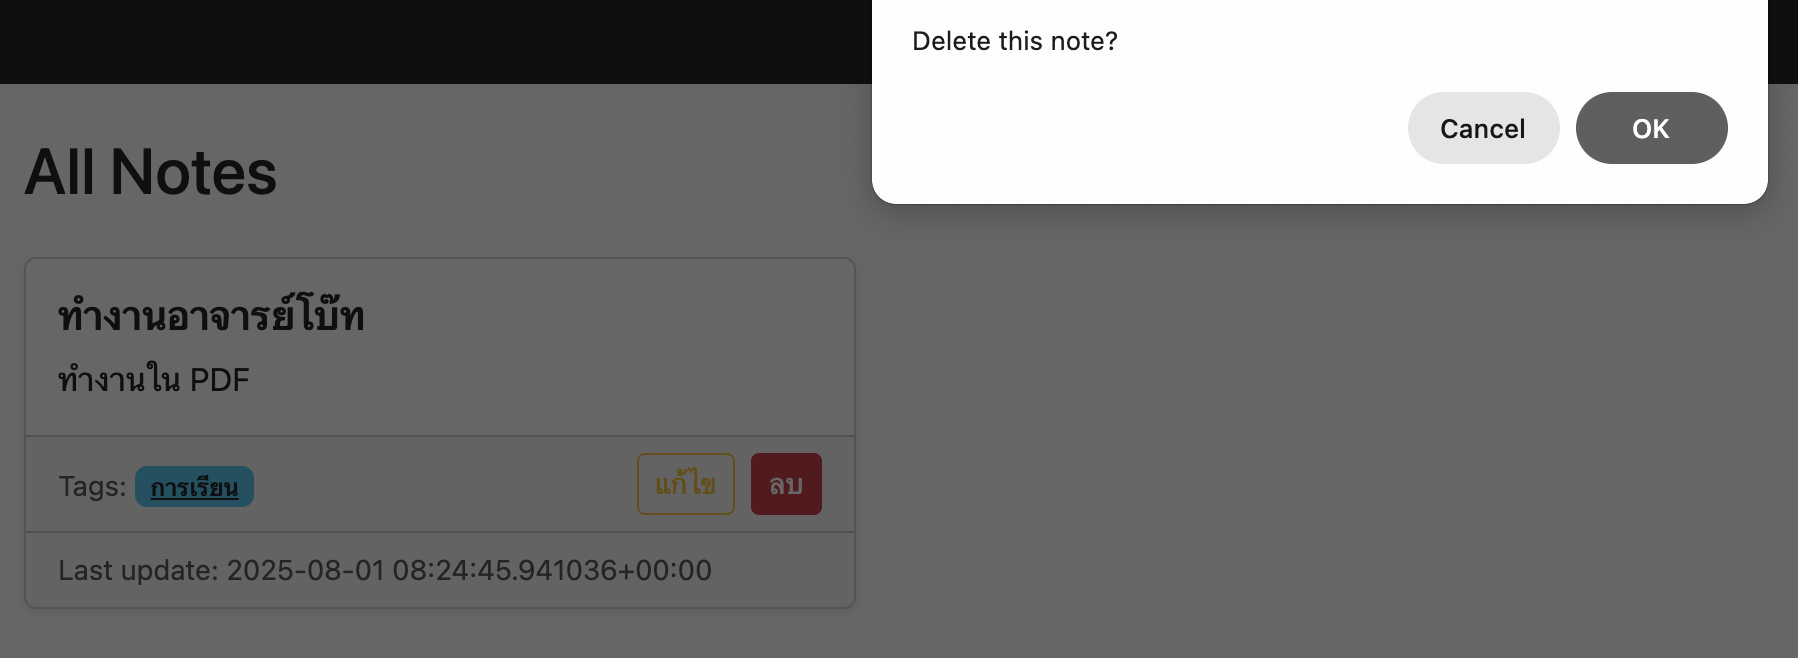 Delete this note?
Cancel
OK
All Notes
ทำงานอาจารย์โบ๊ท
ทำงานใน PDF
Tags: การเรียน
แก้ไข
ลบ
Last update: 2025-08-01 08:24:45.941036+00:00